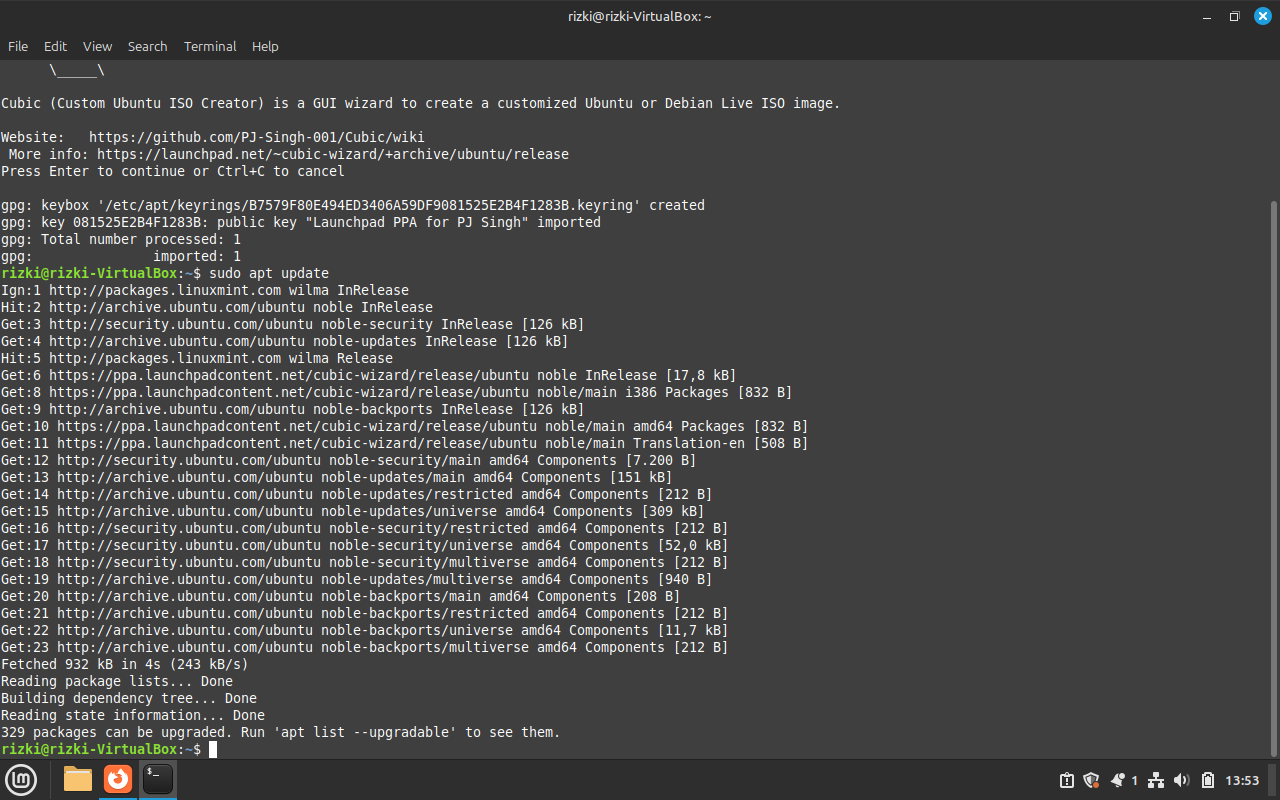 rizki@rizki-VirtualBox: ~
File Edit View Search Terminal Help
\_____\
Cubic (Custom Ubuntu ISO Creator) is a GUI wizard to create a customized Ubuntu or Debian Live ISO image.
Website:   https://github.com/PJ-Singh-001/Cubic/wiki
More info: https://launchpad.net/~cubic-wizard/+archive/ubuntu/release
Press Enter to continue or Ctrl+C to cancel
gpg: keybox '/etc/apt/keyrings/B7579F80E494ED3406A59DF9081525E2B4F1283B.keyring' created
gpg: key 081525E2B4F1283B: public key "Launchpad PPA for PJ Singh" imported
gpg: Total number processed: 1
gpg:               imported: 1
rizki@rizki-VirtualBox:~$ sudo apt update
Ign:1 http://packages.linuxmint.com wilma InRelease
Hit:2 http://archive.ubuntu.com/ubuntu noble InRelease
Get:3 http://security.ubuntu.com/ubuntu noble-security InRelease [126 kB]
Get:4 http://archive.ubuntu.com/ubuntu noble-updates InRelease [126 kB]
Hit:5 http://packages.linuxmint.com wilma Release
Get:6 https://ppa.launchpadcontent.net/cubic-wizard/release/ubuntu noble InRelease [17,8 kB]
Get:8 https://ppa.launchpadcontent.net/cubic-wizard/release/ubuntu noble/main i386 Packages [832 B]
Get:9 http://archive.ubuntu.com/ubuntu noble-backports InRelease [126 kB]
Get:10 https://ppa.launchpadcontent.net/cubic-wizard/release/ubuntu noble/main amd64 Packages [832 B]
Get:11 https://ppa.launchpadcontent.net/cubic-wizard/release/ubuntu noble/main Translation-en [508 B]
Get:12 http://security.ubuntu.com/ubuntu noble-security/main amd64 Components [7.200 B]
Get:13 http://archive.ubuntu.com/ubuntu noble-updates/main amd64 Components [151 kB]
Get:14 http://archive.ubuntu.com/ubuntu noble-updates/restricted amd64 Components [212 B]
Get:15 http://archive.ubuntu.com/ubuntu noble-updates/universe amd64 Components [309 kB]
Get:16 http://security.ubuntu.com/ubuntu noble-security/restricted amd64 Components [212 B]
Get:17 http://security.ubuntu.com/ubuntu noble-security/universe amd64 Components [52,0 kB]
Get:18 http://security.ubuntu.com/ubuntu noble-security/multiverse amd64 Components [212 B]
Get:19 http://archive.ubuntu.com/ubuntu noble-updates/multiverse amd64 Components [940 B]
Get:20 http://archive.ubuntu.com/ubuntu noble-backports/main amd64 Components [208 B]
Get:21 http://archive.ubuntu.com/ubuntu noble-backports/restricted amd64 Components [212 B]
Get:22 http://archive.ubuntu.com/ubuntu noble-backports/universe amd64 Components [11,7 kB]
Get:23 http://archive.ubuntu.com/ubuntu noble-backports/multiverse amd64 Components [212 B]
Fetched 932 kB in 4s (243 kB/s)
Reading package lists... Done
Building dependency tree... Done
Reading state information... Done
329 packages can be upgraded. Run 'apt list --upgradable' to see them.
rizki@rizki-VirtualBox:~$
$_ 1 13:53